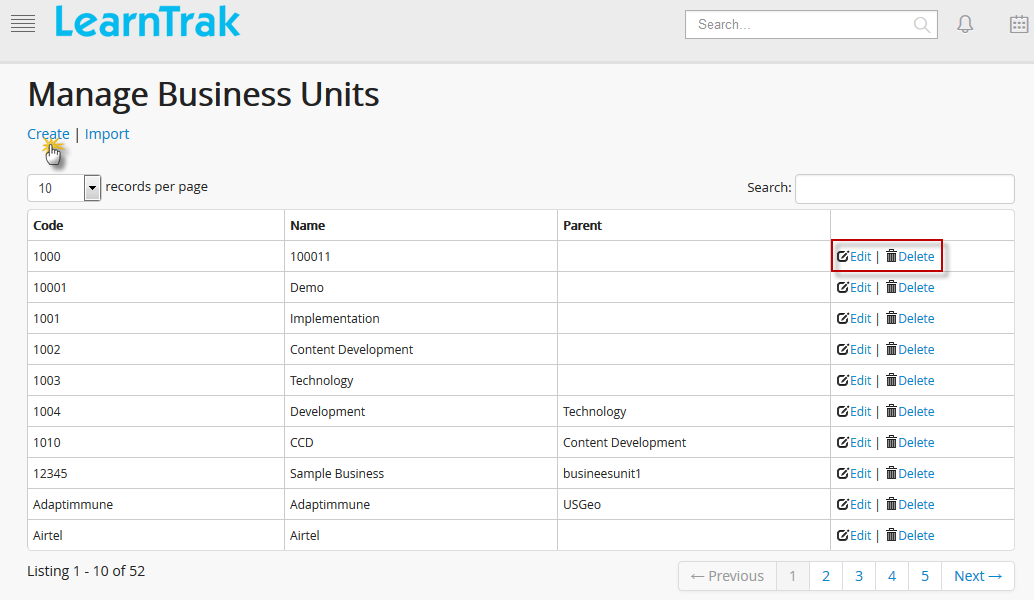 LearnTrak
Search...
Manage Business Units
Create | Import
10 records per page Search:
Code Name Parent
1000 100011 Edit | Delete
10001 Demo Edit | Delete
1001 Implementation Edit | Delete
1002 Content Development Edit | Delete
1003 Technology Edit | Delete
1004 Development Technology Edit | Delete
1010 CCD Content Development Edit | Delete
12345 Sample Business busineesunit1 Edit | Delete
Adaptimmune Adaptimmune USGeo Edit | Delete
Airtel Airtel Edit | Delete
Listing 1 - 10 of 52 ← Previous 1 2 3 4 5 Next →